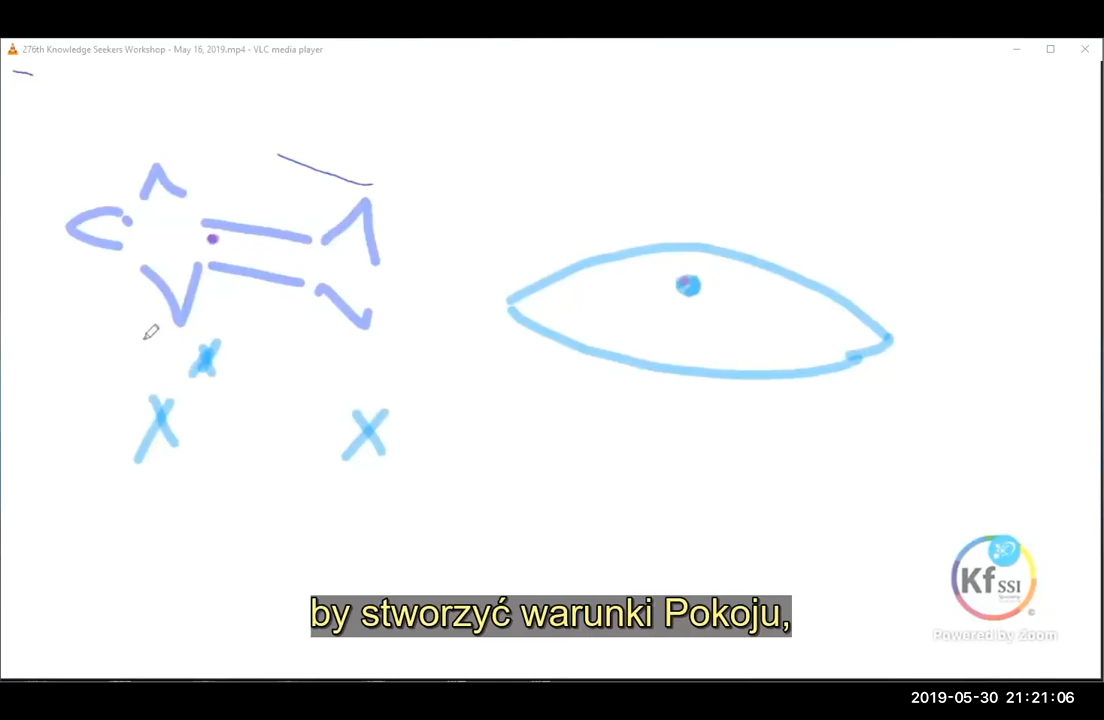 276th Knowledge Seekers Workshop - May 16, 2019.mp4 - VLC media player
X
X
X
Kf SSI
Powered by Zoom
by stworzyć warunki Pokoju,
2019-05-30 21:21:06